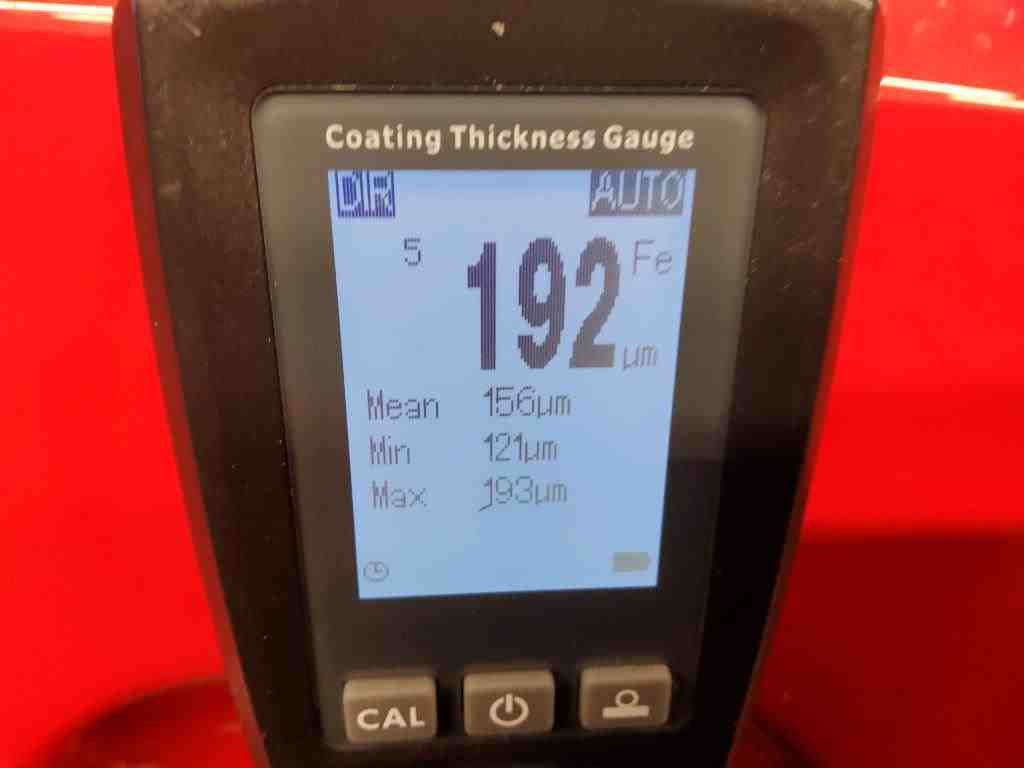 Coating Thickness Gauge
DIR AUTO
5 192 Fe
μm
Mean 156μm
Min 121μm
Max 193μm
CAL